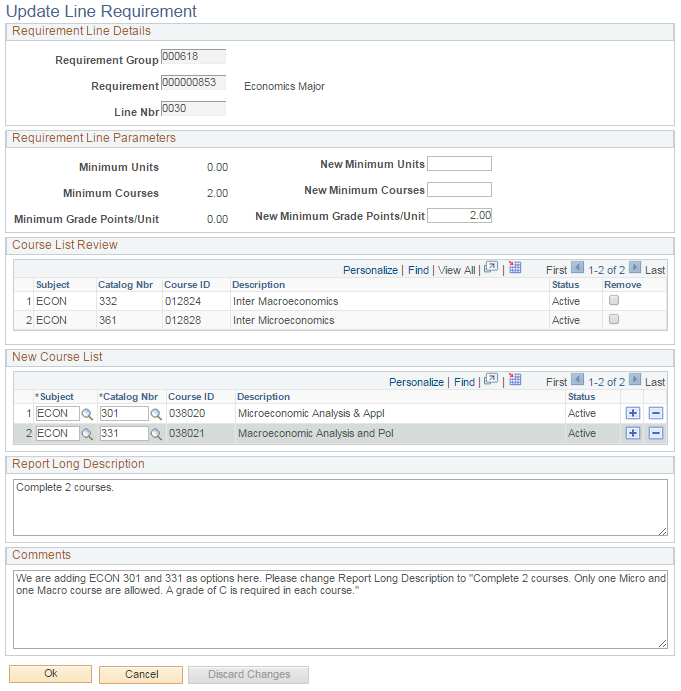 Update Line Requirement
Requirement Line Details
Requirement Group 000618
Requirement 000000853 Economics Major
Line Nbr 0030
Requirement Line Parameters
Minimum Units 0.00 New Minimum Units
Minimum Courses 2.00 New Minimum Courses
Minimum Grade Points/Unit 0.00 New Minimum Grade Points/Unit 2.00
Course List Review
Personalize | Find | View All | | First 1-2 of 2 Last
Subject Catalog Nbr Course ID Description Status Remove
1 ECON 332 012824 Inter Macroeconomics Active
2 ECON 361 012828 Inter Microeconomics Active
New Course List
Personalize | Find | | First 1-2 of 2 Last
*Subject *Catalog Nbr Course ID Description Status
1 ECON 301 038020 Microeconomic Analysis & Appl Active
2 ECON 331 038021 Macroeconomic Analysis and Pol Active
Report Long Description
Complete 2 courses.
Comments
We are adding ECON 301 and 331 as options here. Please change Report Long Description to "Complete 2 courses. Only one Micro and
one Macro course are allowed. A grade of C is required in each course."
Ok Cancel Discard Changes